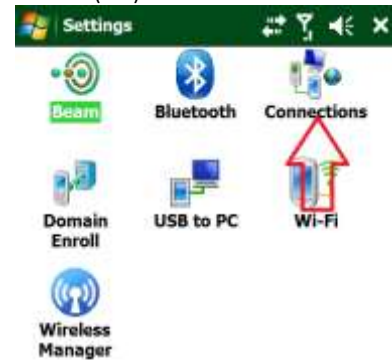 Settings
Beam
Bluetooth
Connections
Domain
Enroll
USB to PC
Wi-Fi
Wireless
Manager